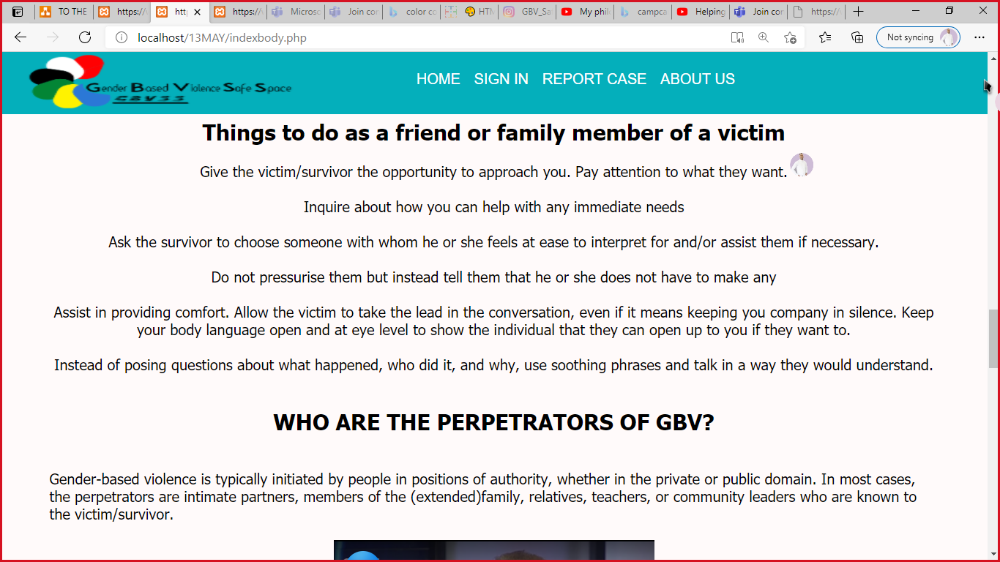 TO THE
https://
htt
https://
Microso
Join cor
color co
HTM
GBV_Sa
My phil
campca
Helping
Join cor
https://
localhost/13MAY/indexbody.php
Not syncing
Gender Based Violence Safe Space
GBVSS
HOME SIGN IN REPORT CASE ABOUT US
Things to do as a friend or family member of a victim
Give the victim/survivor the opportunity to approach you. Pay attention to what they want.
Inquire about how you can help with any immediate needs
Ask the survivor to choose someone with whom he or she feels at ease to interpret for and/or assist them if necessary.
Do not pressurise them but instead tell them that he or she does not have to make any
Assist in providing comfort. Allow the victim to take the lead in the conversation, even if it means keeping you company in silence. Keep
your body language open and at eye level to show the individual that they can open up to you if they want to.
Instead of posing questions about what happened, who did it, and why, use soothing phrases and talk in a way they would understand.
WHO ARE THE PERPETRATORS OF GBV?
Gender-based violence is typically initiated by people in positions of authority, whether in the private or public domain. In most cases,
the perpetrators are intimate partners, members of the (extended)family, relatives, teachers, or community leaders who are known to
the victim/survivor.